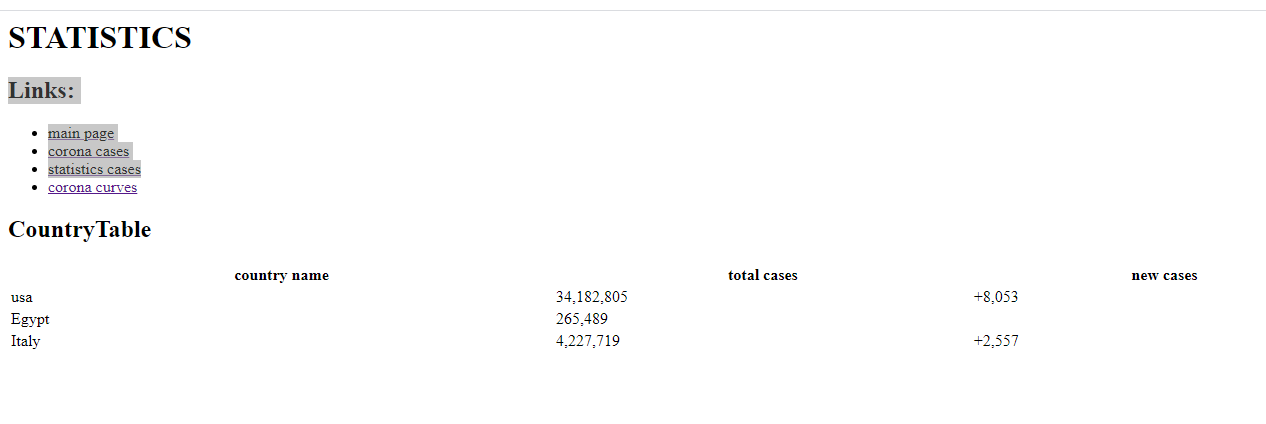 STATISTICS
Links:
main page
corona cases
statistics cases
corona curves
CountryTable
country name total cases new cases
usa 34,182,805 +8,053
Egypt 265,489
Italy 4,227,719 +2,557